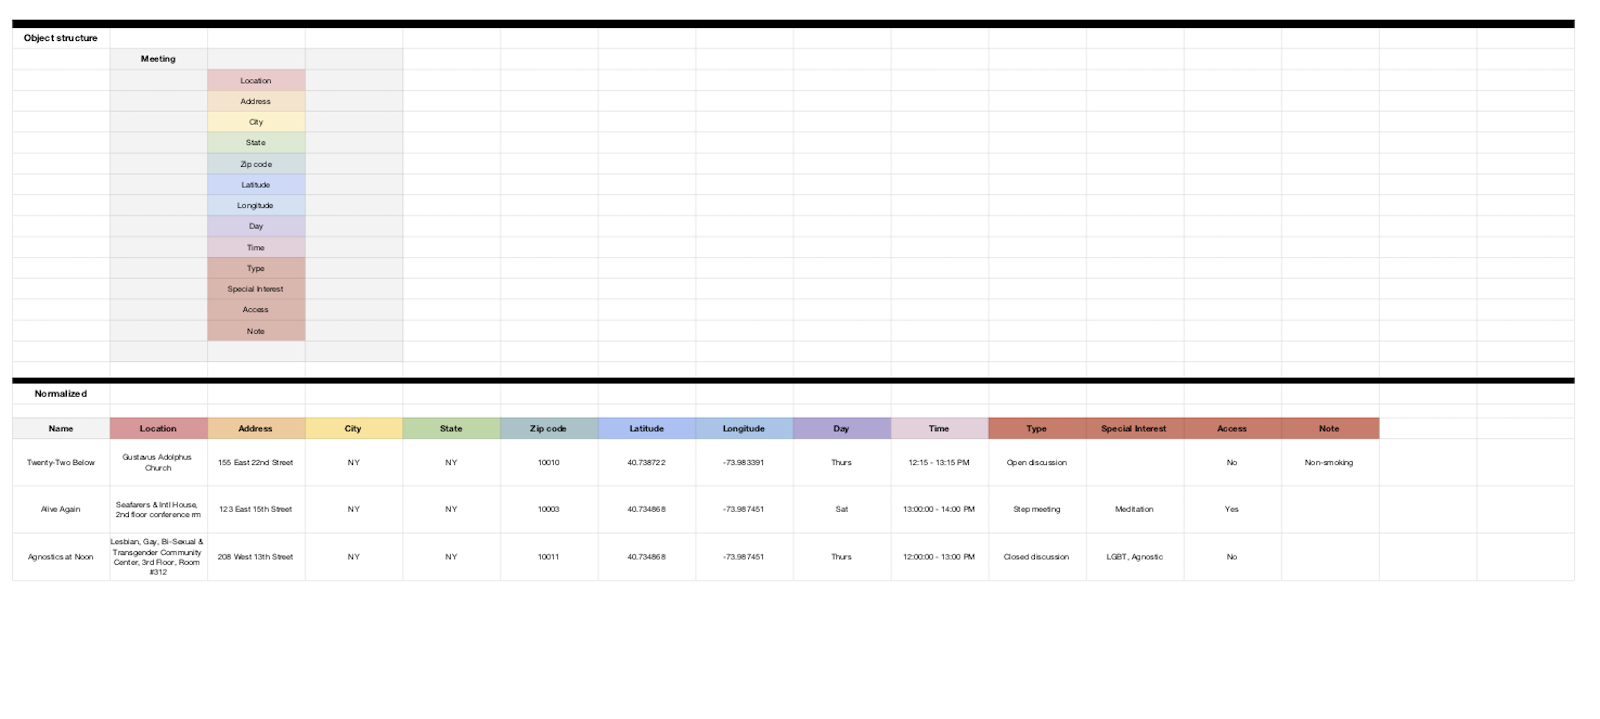 Object structure
Meeting
Location
Address
City
State
Zip code
Latitude
Longitude
Day
Time
Type
Special Interest
Access
Note
Normalized
Name Location Address City State Zip code Latitude Longitude Day Time Type Special Interest Access Note
Twenty-Two Below Gustavus Adolphus Church 155 East 22nd Street NY NY 10010 40.738722 -73.983391 Thurs 12:15 - 13:15 PM Open discussion No Non-smoking
Alive Again Seafarers & Intl House, 2nd floor conference rm 123 East 15th Street NY NY 10003 40.734868 -73.987451 Sat 13:00:00 - 14:00 PM Step meeting Meditation Yes
Agnostics at Noon Lesbian, Gay, Bi-Sexual & Transgender Community Center, 3rd Floor, Room #312 208 West 13th Street NY NY 10011 40.734868 -73.987451 Thurs 12:00:00 - 13:00 PM Closed discussion LGBT, Agnostic No